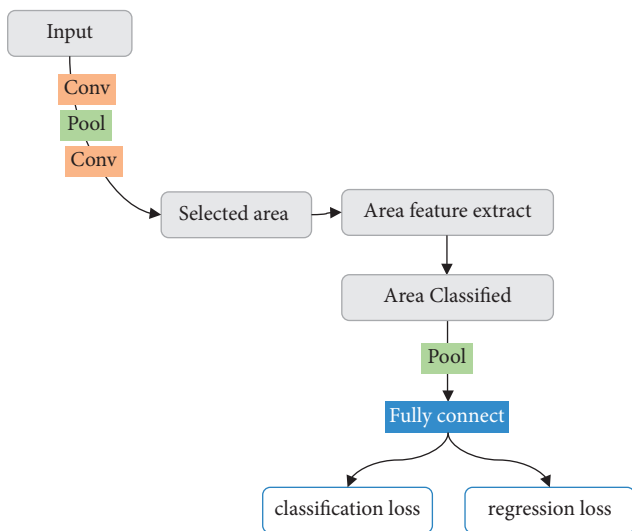 Input
Conv
Pool
Conv
Selected area
Area feature extract
Area Classified
Pool
Fully connect
classification loss
regression loss